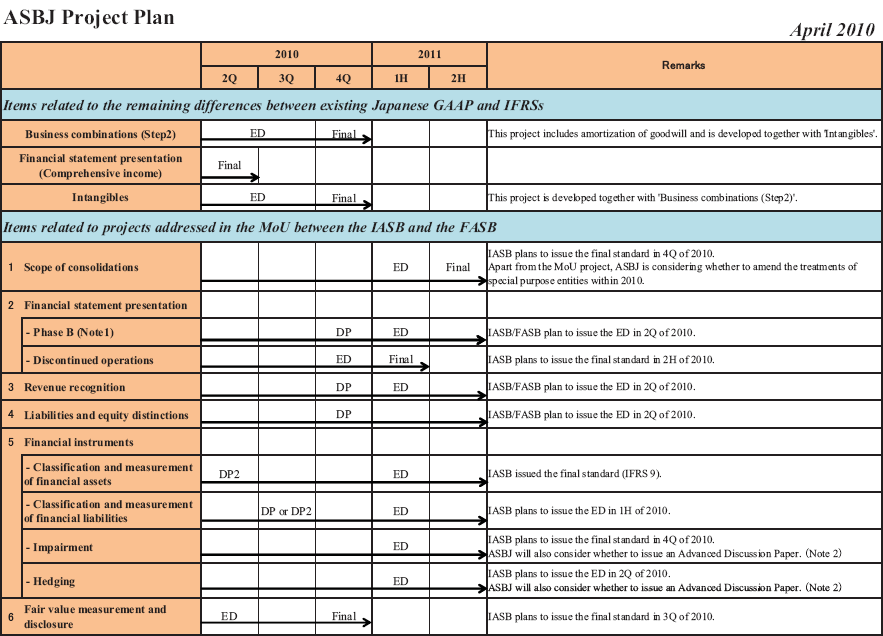 ASBJ Project Plan
April 2010
2010 2011 Remarks
2Q 3Q 4Q 1H 2H
Items related to the remaining differences between existing Japanese GAAP and IFRSs
Business combinations (Step2) ED Final This project includes amortization of goodwill and is developed together with 'Intangibles'.
Financial statement presentation
(Comprehensive income) Final
Intangibles ED Final This project is developed together with 'Business combinations (Step2)'.
Items related to projects addressed in the MoU between the IASB and the FASB
1 Scope of consolidations ED Final IASB plans to issue the final standard in 4Q of 2010.
Apart from the MoU project, ASBJ is considering whether to amend the treatments of
special purpose entities within 2010.
2 Financial statement presentation
- Phase B (Note1) DP ED IASB/FASB plan to issue the ED in 2Q of 2010.
- Discontinued operations ED Final IASB plans to issue the final standard in 2H of 2010.
3 Revenue recognition DP ED IASB/FASB plan to issue the ED in 2Q of 2010.
4 Liabilities and equity distinctions DP IASB/FASB plan to issue the ED in 2Q of 2010.
5 Financial instruments
- Classification and measurement
of financial assets DP2 ED IASB issued the final standard (IFRS 9).
- Classification and measurement
of financial liabilities DP or DP2 ED IASB plans to issue the ED in 1H of 2010.
- Impairment ED IASB plans to issue the final standard in 4Q of 2010.
ASBJ will also consider whether to issue an Advanced Discussion Paper. (Note 2)
- Hedging ED IASB plans to issue the ED in 2Q of 2010.
ASBJ will also consider whether to issue an Advanced Discussion Paper. (Note 2)
6 Fair value measurement and
disclosure ED Final IASB plans to issue the final standard in 3Q of 2010.